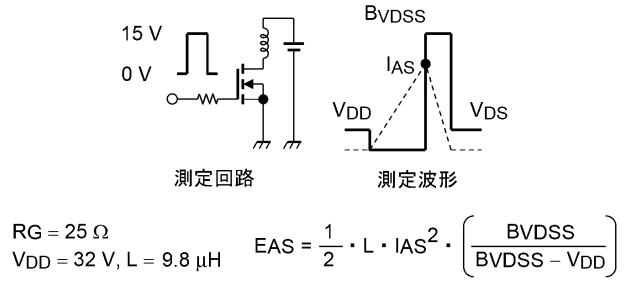 15 V
0 V
測定回路
BVDSS
IAS
VDD
VDS
測定波形
RG = 25 Ω
VDD = 32 V, L = 9.8 μH
EAS = 1/2 ・ L ・ IAS² ・ (BVDSS / BVDSS − VDD)